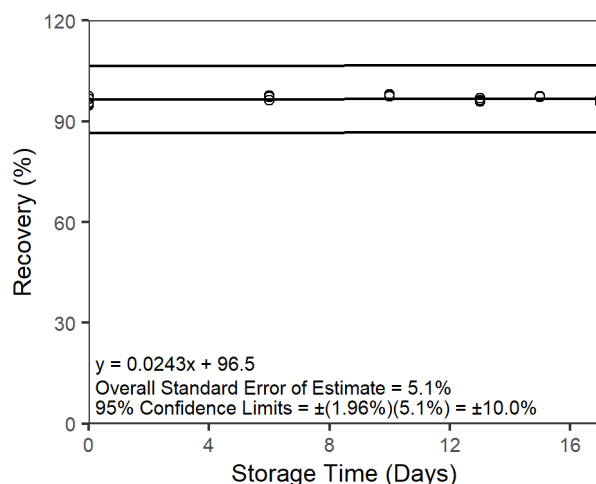 120
90
60
30
0
Recovery (%)
y = 0.0243x + 96.5
Overall Standard Error of Estimate = 5.1%
95% Confidence Limits = ±(1.96%)(5.1%) = ±10.0%
0 4 8 12 16
Storage Time (Days)